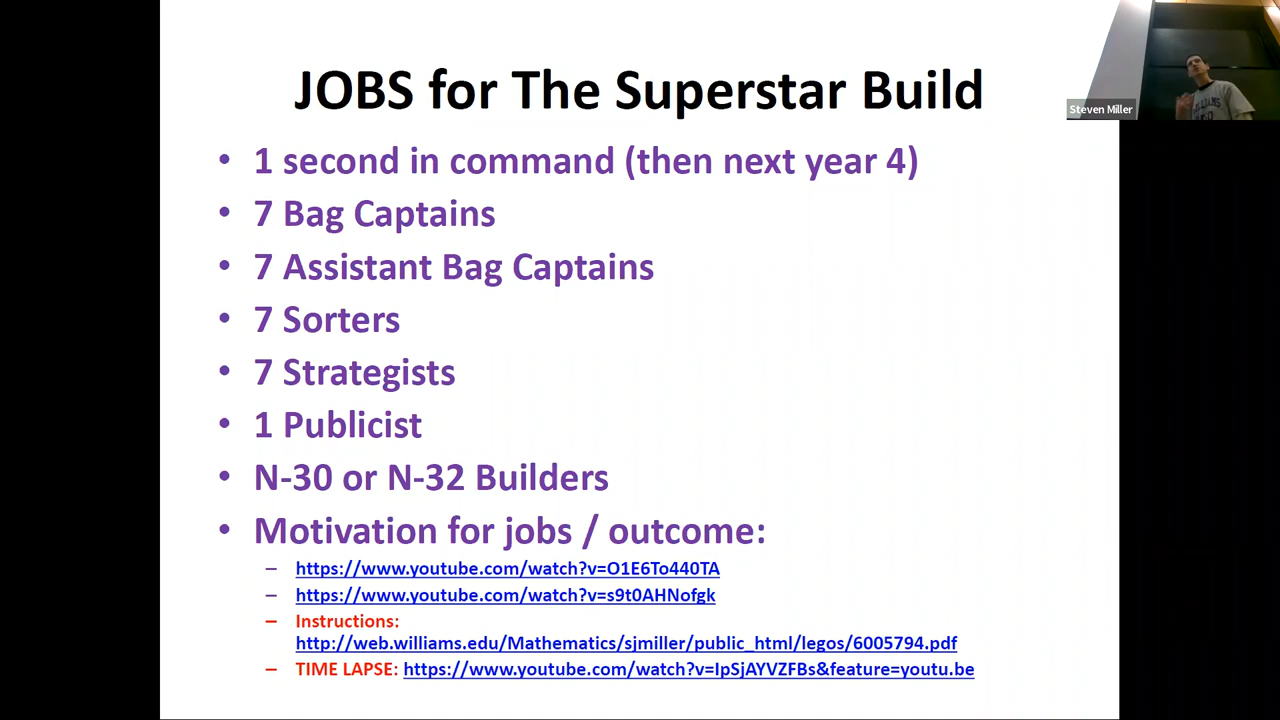 JOBS for The Superstar Build
Steven Miller
• 1 second in command (then next year 4)
• 7 Bag Captains
• 7 Assistant Bag Captains
• 7 Sorters
• 7 Strategists
• 1 Publicist
• N-30 or N-32 Builders
• Motivation for jobs / outcome:
– https://www.youtube.com/watch?v=O1E6To440TA
– https://www.youtube.com/watch?v=s9t0AHNofgk
– Instructions:
http://web.williams.edu/Mathematics/sjmiller/public_html/legos/6005794.pdf
– TIME LAPSE: https://www.youtube.com/watch?v=IpSjAYVZFBs&feature=youtu.be